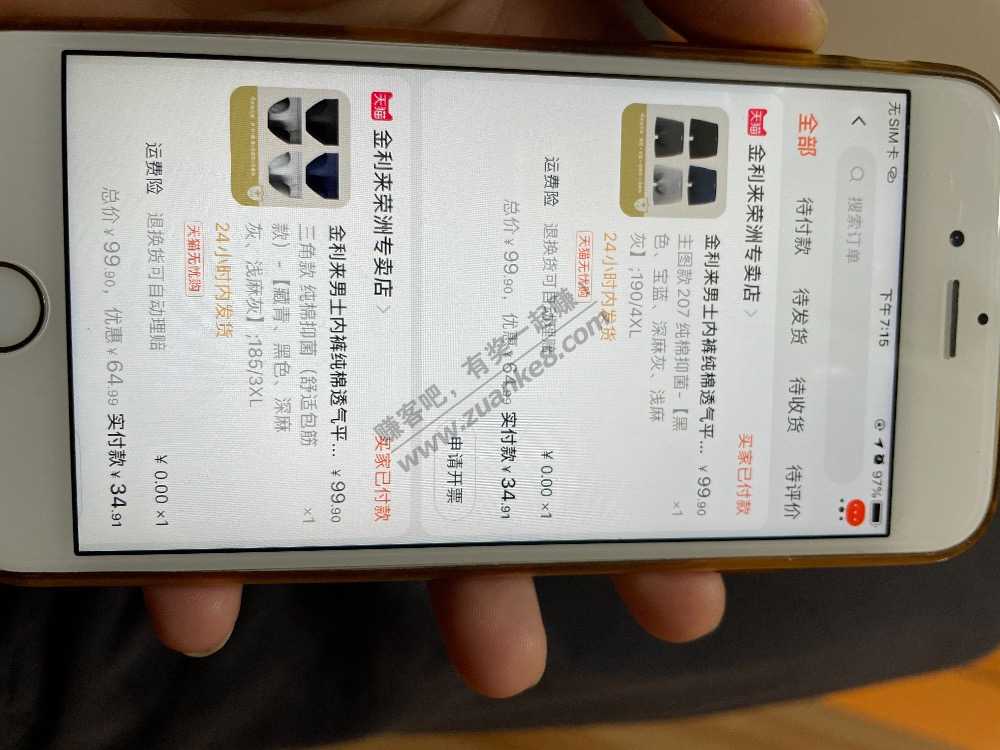 无SIM卡
下午7:15
97%
搜索订单
全部 待付款 待发货 待收货 待评价
天猫 金利来荣洲专卖店
买家已付款
金利来男士内裤纯棉透气平... ¥99.90
主图款207 纯棉抑菌-【黑 ×1
色、宝蓝、深麻灰、浅麻
灰】;190/4XL
24小时内发货
天猫无忧购
运费险 退换货可自动理赔 ¥0.00 ×1
总价¥99.90，优惠¥64.99 实付款¥34.91
申请开票
天猫 金利来荣洲专卖店
买家已付款
金利来男士内裤纯棉透气平... ¥99.90
三角款 纯棉抑菌（舒适包筋 ×1
款）-【藏青、黑色、深麻
灰、浅麻灰】;185/3XL
24小时内发货
天猫无忧购
运费险 退换货可自动理赔 ¥0.00 ×1
总价¥99.90，优惠¥64.99 实付款¥34.91
赚客吧，有奖一起赚
www.zuanke8.com